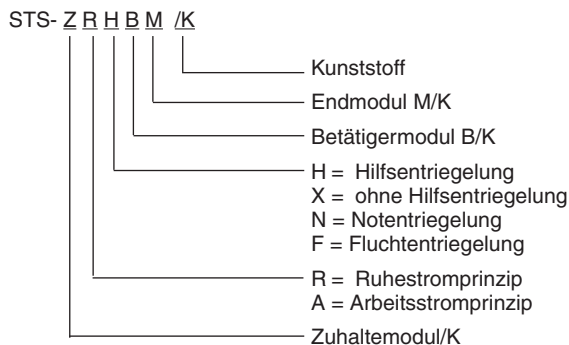 STS- Z R H B M /K
Kunststoff
Endmodul M/K
Betätigermodul B/K
H = Hilfsentriegelung
X = ohne Hilfsentriegelung
N = Notentriegelung
F = Fluchtentriegelung
R = Ruhestromprinzip
A = Arbeitsstromprinzip
Zuhaltemodul/K